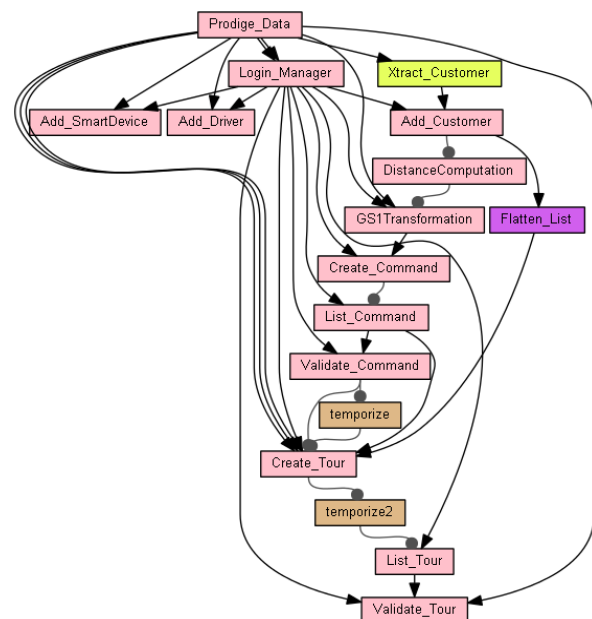 Prodige_Data
Login_Manager
Xtract_Customer
Add_SmartDevice
Add_Driver
Add_Customer
DistanceComputation
GS1Transformation
Flatten_List
Create_Command
List_Command
Validate_Command
temporize
Create_Tour
temporize2
List_Tour
Validate_Tour